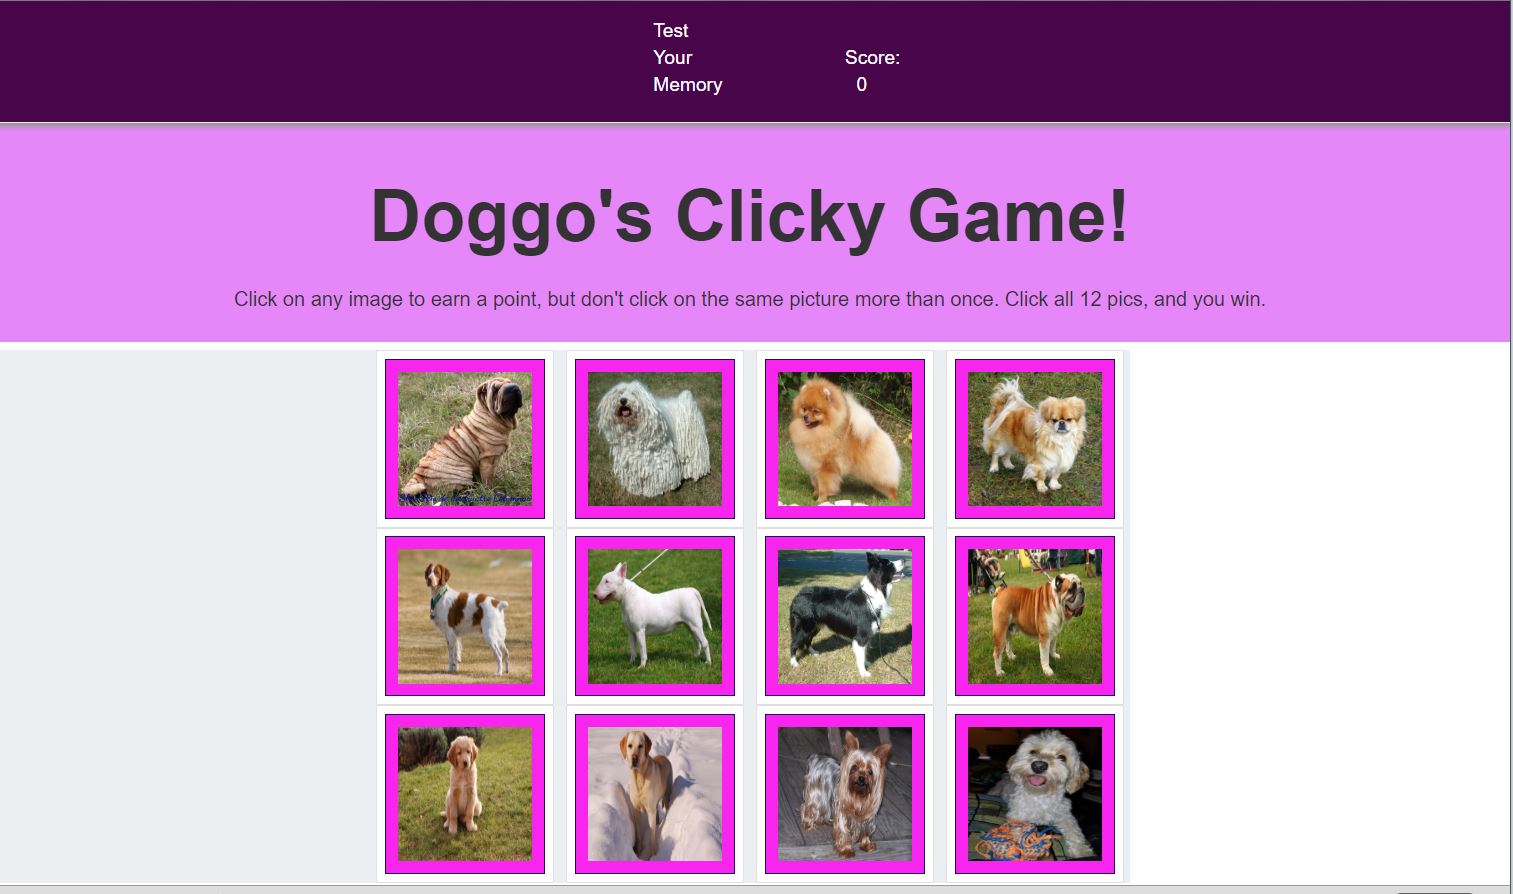 Test
Your
Memory
Score:
0
Doggo's Clicky Game!
Click on any image to earn a point, but don't click on the same picture more than once. Click all 12 pics, and you win.